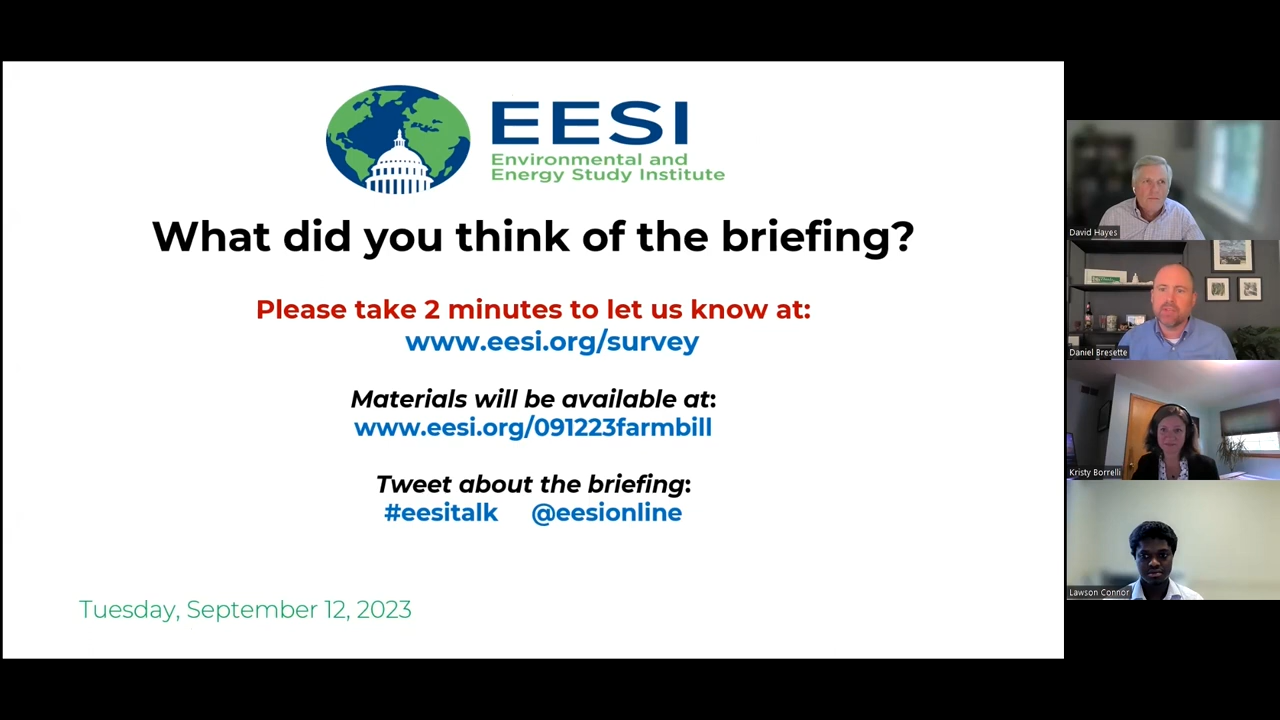 EESI
Environmental and
Energy Study Institute
What did you think of the briefing?
Please take 2 minutes to let us know at:
www.eesi.org/survey
Materials will be available at:
www.eesi.org/091223farmbill
Tweet about the briefing:
#eesitalk @eesionline
Tuesday, September 12, 2023
David Hayes
Daniel Bresette
Kristy Borrelli
Lawson Connor